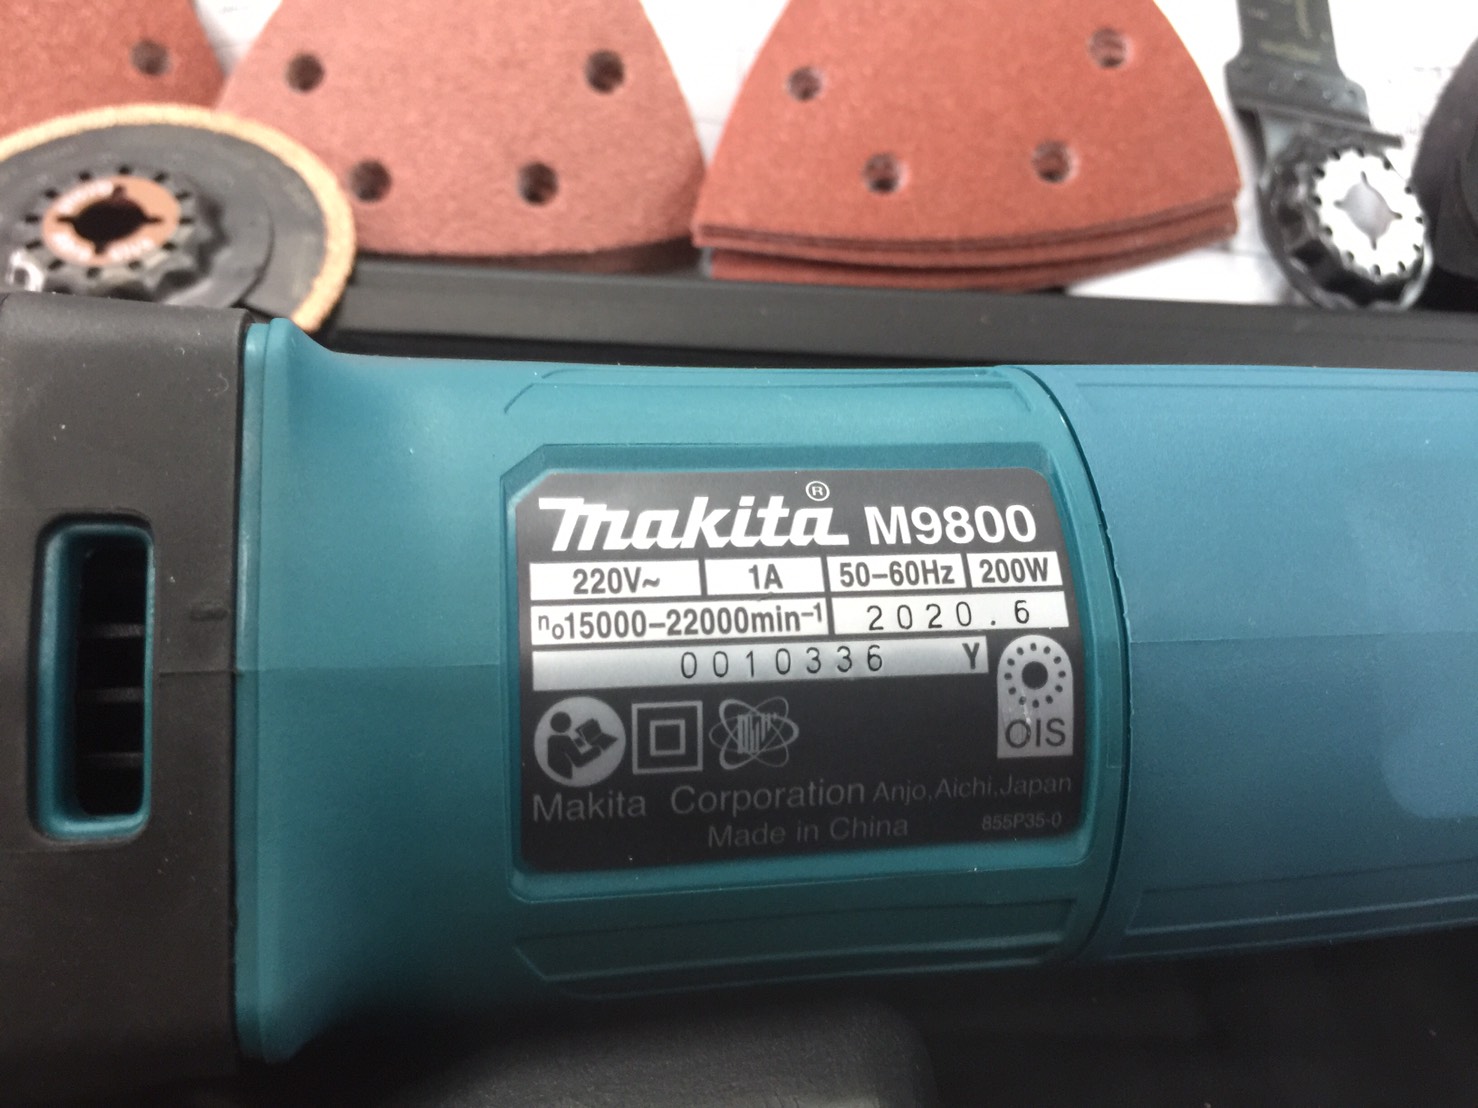 makita® M9800
220V~ 1A 50–60Hz 200W
n₀15000–22000min⁻¹ 2020.6
0010336 Y
OIS
Makita Corporation Anjo,Aichi,Japan
Made in China 855P35-0